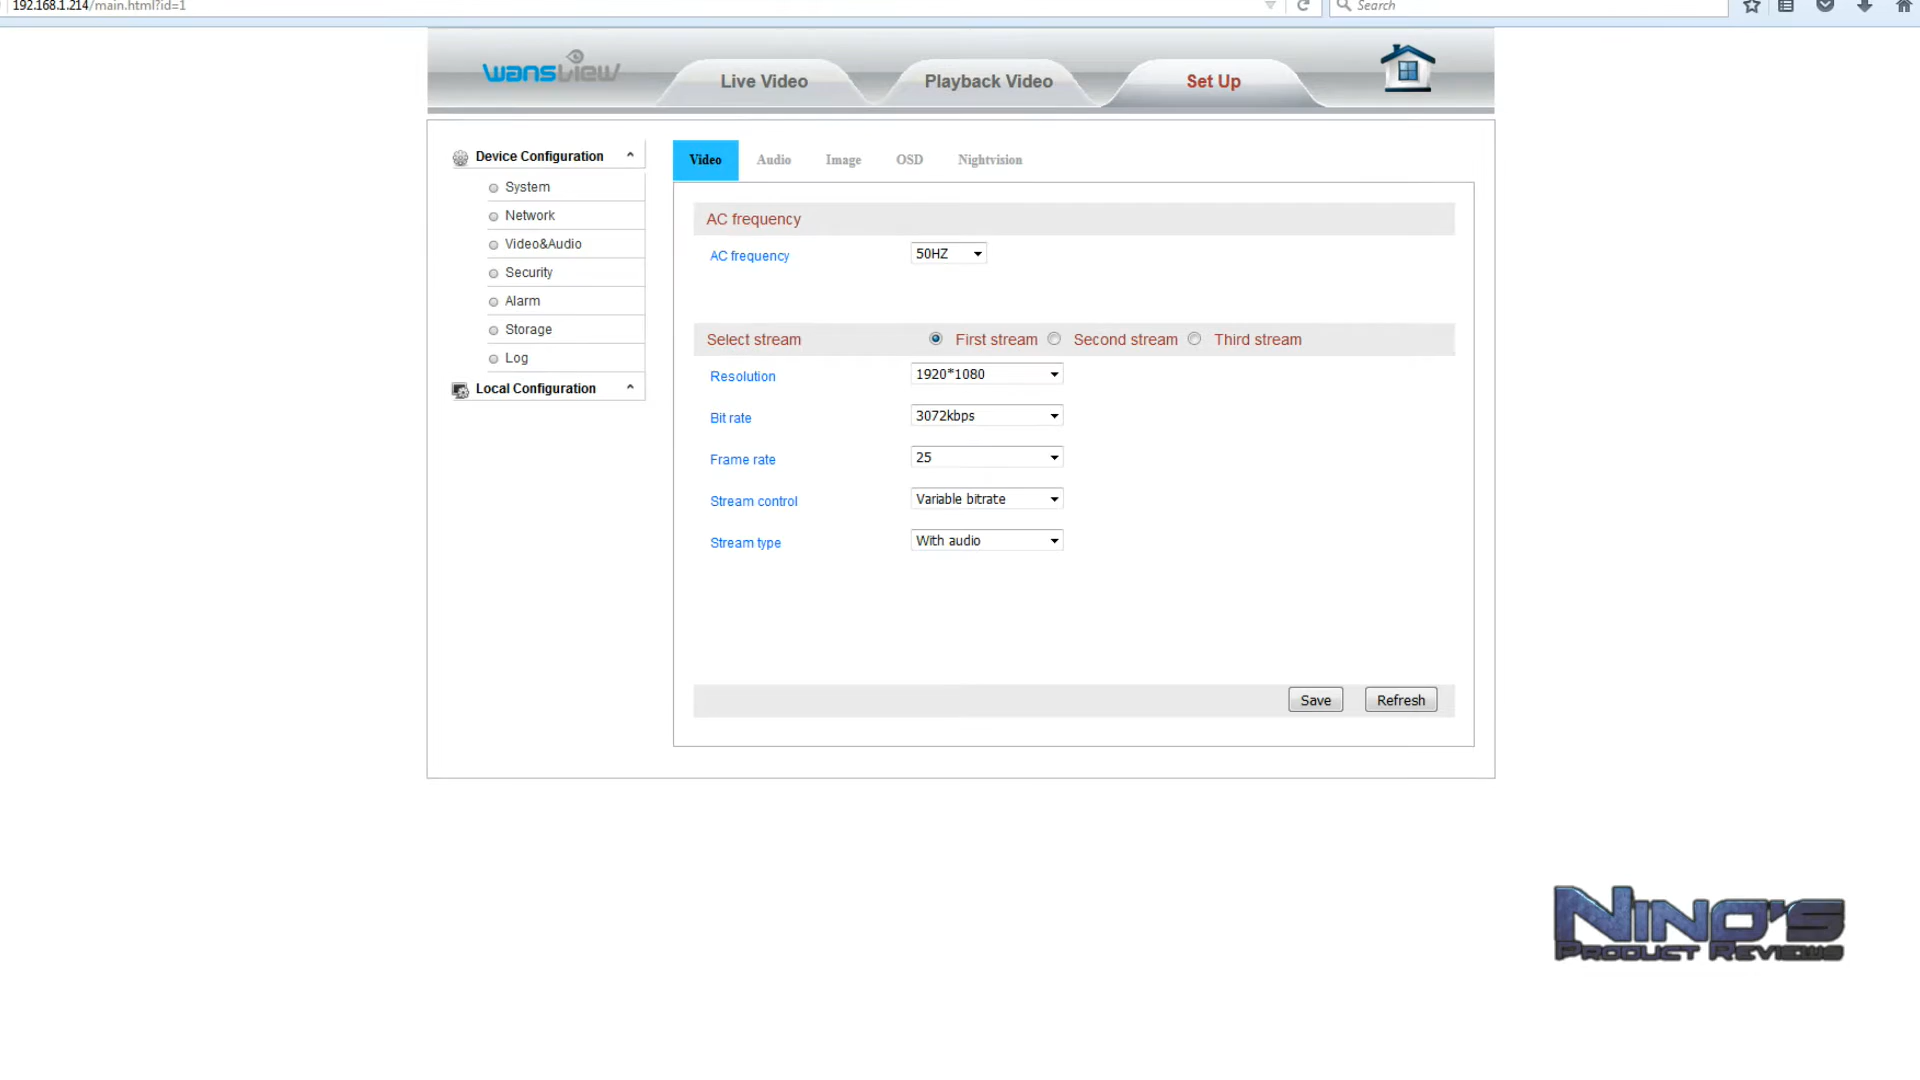 192.168.1.214/main.html?id=1
Search
wansview
Live Video
Playback Video
Set Up
Device Configuration
System
Network
Video&Audio
Security
Alarm
Storage
Log
Local Configuration
Video Audio Image OSD Nightvision
AC frequency
AC frequency 50HZ
Select stream First stream Second stream Third stream
Resolution 1920*1080
Bit rate 3072kbps
Frame rate 25
Stream control Variable bitrate
Stream type With audio
Save Refresh
Nino's
Product Reviews